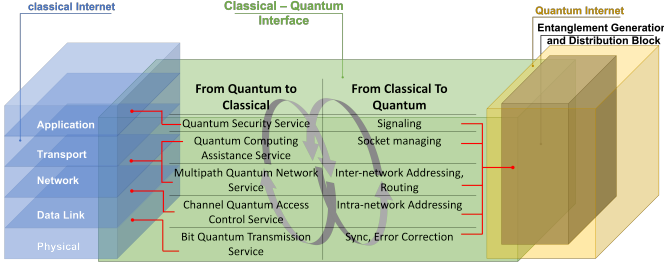 classical Internet
Classical – Quantum
Interface
Quantum Internet
Entanglement Generation
and Distribution Block
From Quantum to
Classical
From Classical To
Quantum
Application
Quantum Security Service
Signaling
Transport
Quantum Computing
Assistance Service
Socket managing
Network
Multipath Quantum Network
Service
Inter-network Addressing,
Routing
Data Link
Channel Quantum Access
Control Service
Intra-network Addressing
Physical
Bit Quantum Transmission
Service
Sync, Error Correction